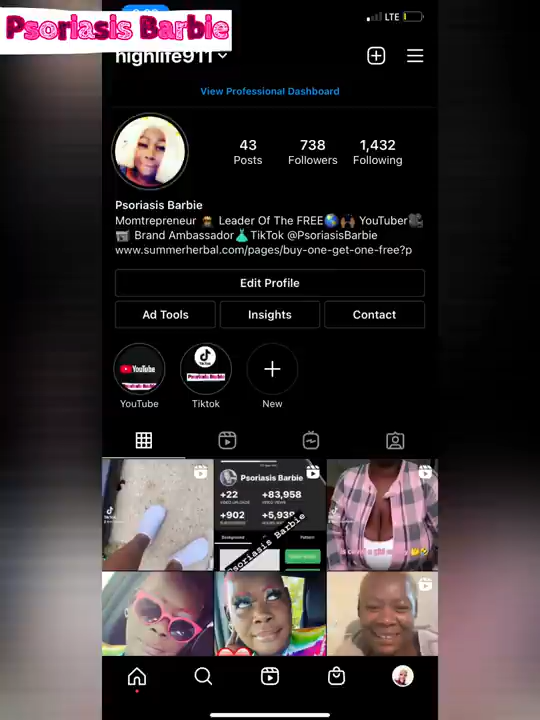 Psoriasis Barbie
highlife911
LTE
View Professional Dashboard
43 738 1,432
Posts Followers Following
Psoriasis Barbie
Momtrepreneur Leader Of The FREE YouTuber
Brand Ambassador TikTok @PsoriasisBarbie
www.summerherbal.com/pages/buy-one-get-one-free?p
Edit Profile
Ad Tools Insights Contact
YouTube
YouTube Tiktok New
Psoriasis Barbie
+22 +83,958
+902 +5,939
Psoriasis Barbie